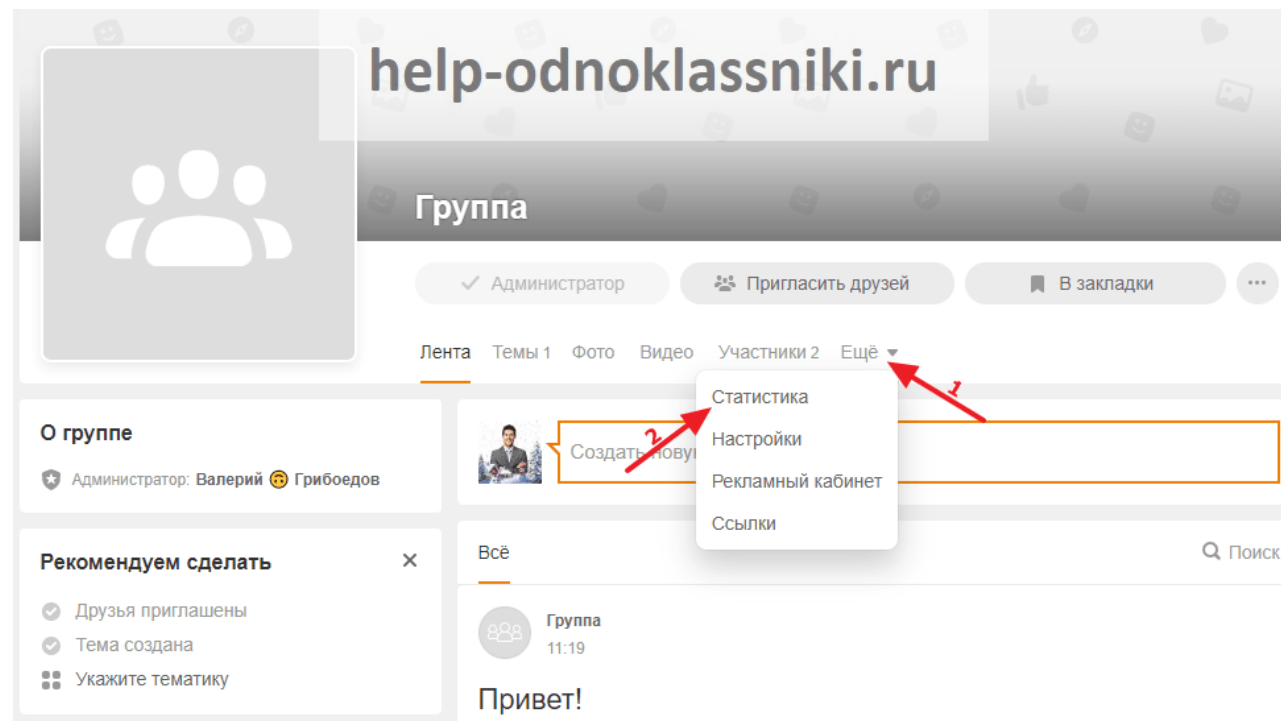 help-odnoklassniki.ru
Группа
Администратор
Пригласить друзей
В закладки
Лента Темы 1 Фото Видео Участники 2 Ещё
1
Статистика
Настройки
Рекламный кабинет
Ссылки
2
О группе
Администратор: Валерий 🙃 Грибоедов
Создать
Рекомендуем сделать
Друзья приглашены
Тема создана
Укажите тематику
Всё
Поиск
Группа
11:19
Привет!